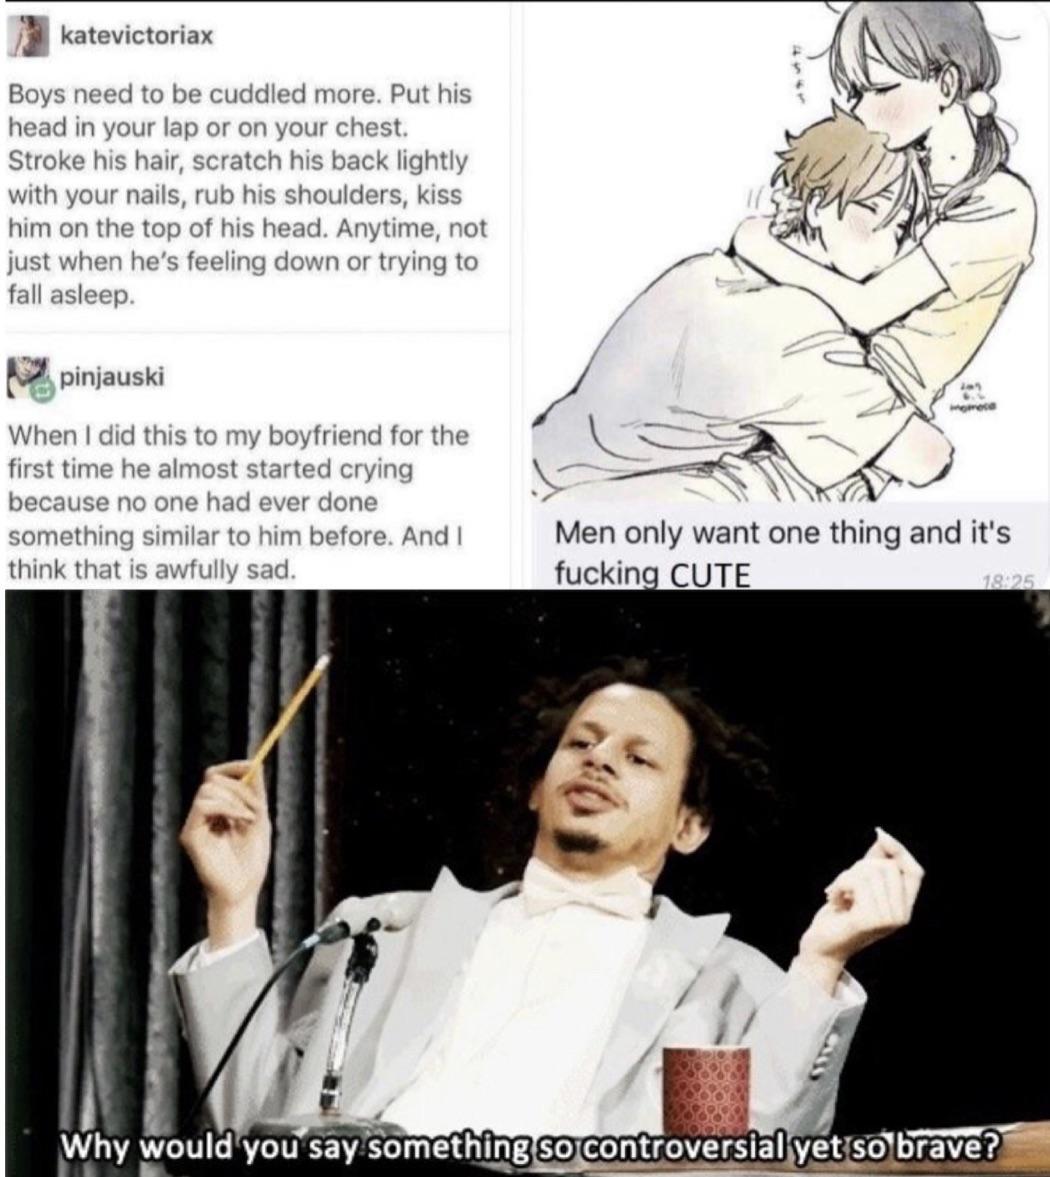 katevictoriax
Boys need to be cuddled more. Put his
head in your lap or on your chest.
Stroke his hair, scratch his back lightly
with your nails, rub his shoulders, kiss
him on the top of his head. Anytime, not
just when he's feeling down or trying to
fall asleep.
pinjauski
When I did this to my boyfriend for the
first time he almost started crying
because no one had ever done
something similar to him before. And I
think that is awfully sad.
Men only want one thing and it's
fucking CUTE
18:25
Why would you say something so controversial yet so brave?